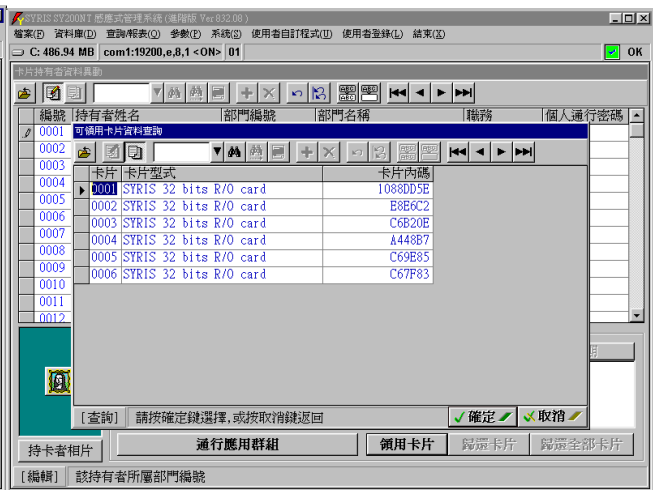 SYRIS SY200NT 感應式管理系統 (進階版 Ver 832.08 )
檔案(F) 資料庫(D) 查詢/報表(Q) 參數(P) 系統(S) 使用者自訂程式(U) 使用者登錄(L) 結束(X)
C: 486.94 MB com1:19200,e,8,1 <ON> 01 OK
卡片持有者資料異動
編號 持有者姓名 部門編號 部門名稱 職務 個人通行密碼
0001
0002
0003
0004
0005
0006
0007
0008
0009
0010
0011
0012
可領用卡片資料查詢
卡片 卡片型式 卡片內碼
0001 SYRIS 32 bits R/O card 1088DD5E
0002 SYRIS 32 bits R/O card E8E6C2
0003 SYRIS 32 bits R/O card C6B20E
0004 SYRIS 32 bits R/O card A448B7
0005 SYRIS 32 bits R/O card C69E85
0006 SYRIS 32 bits R/O card C67F83
[查詢] 請按確定鍵選擇,或按取消鍵返回 確定 取消
持卡者相片 通行應用群組 領用卡片 歸還卡片 歸還全部卡片
[編輯] 該持有者所屬部門編號